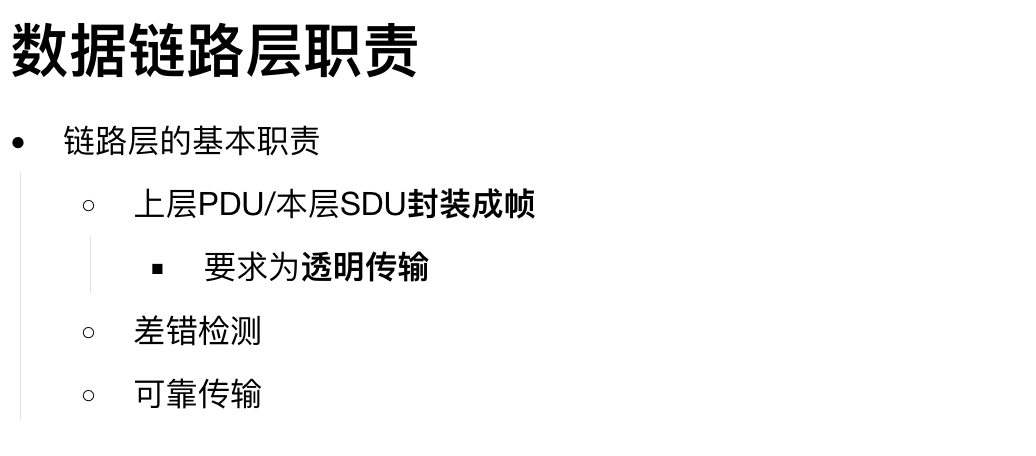 数据链路层职责
链路层的基本职责
上层PDU/本层SDU封装成帧
要求为透明传输
差错检测
可靠传输